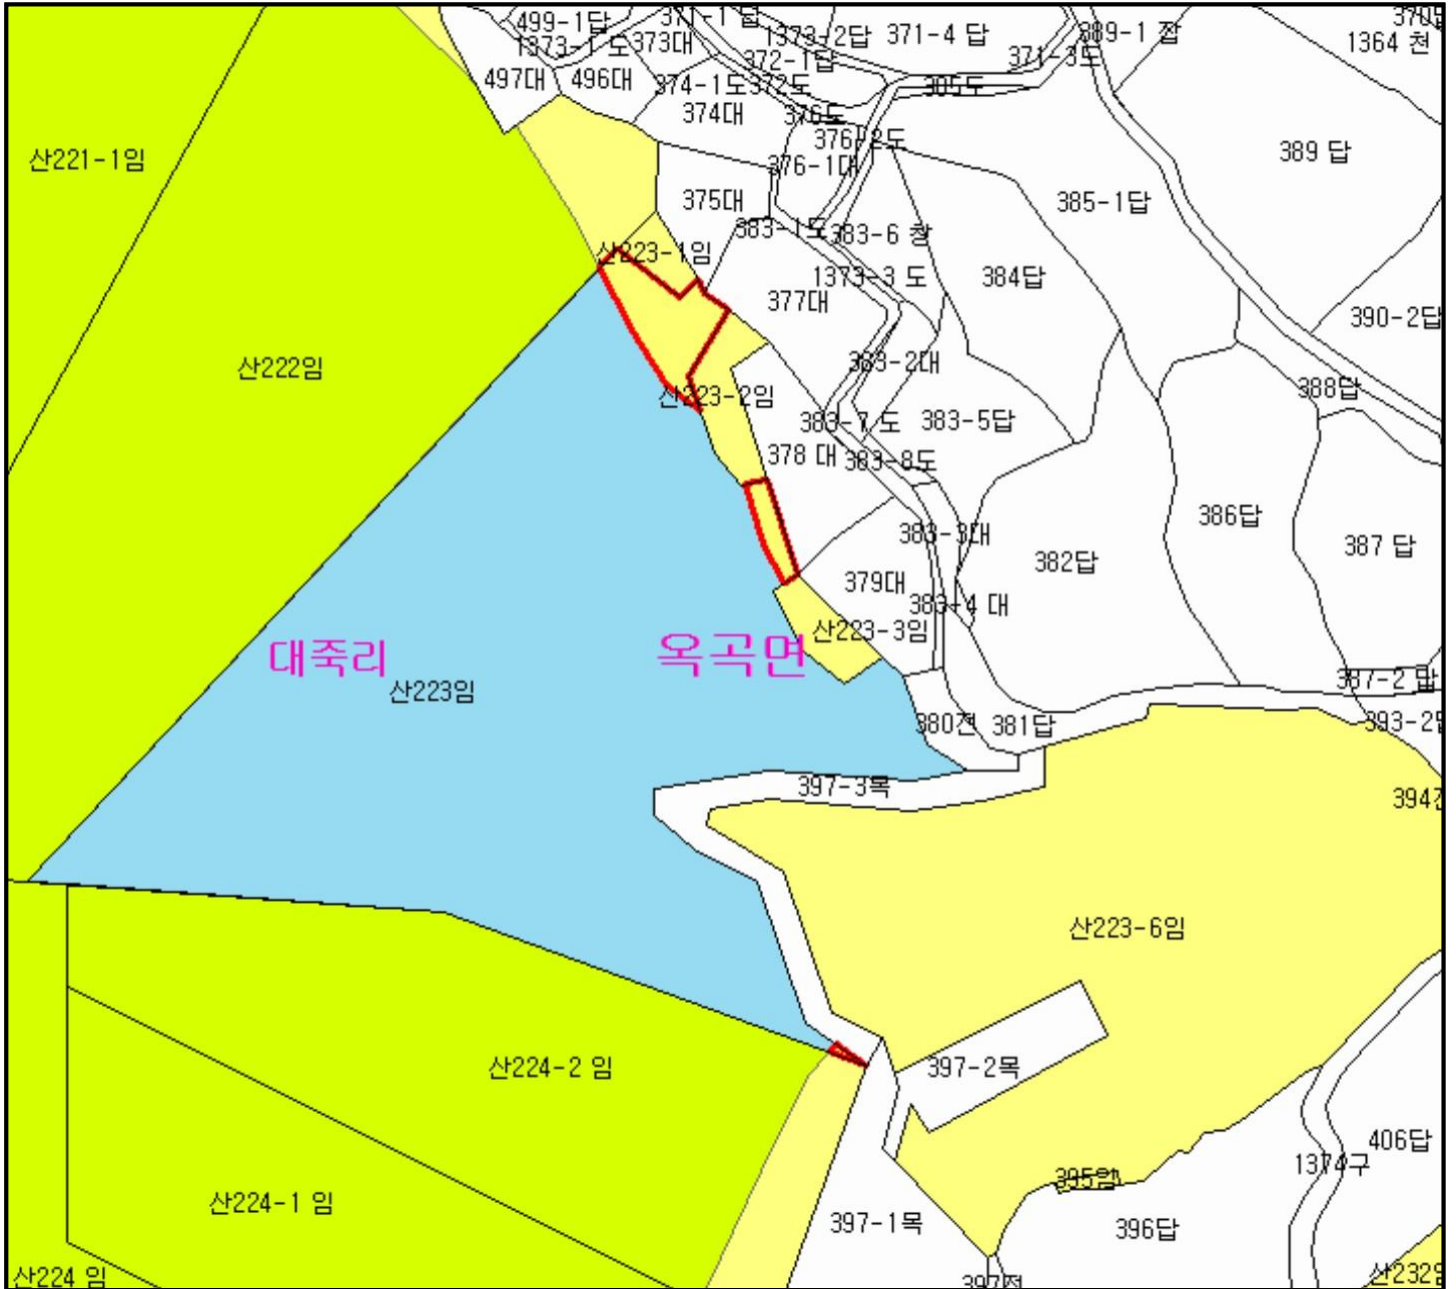 499-1답
371-1 답
1373-2답
371-4 답
389-1 잡
1364 천
1373-1 도
373대
372-1답
371-3도
497대
496대
374-1도
372도
305도
374대
376도
376-2도
389 답
산221-1임
376-1대
375대
385-1답
383-1도
383-6 창
산223-1임
1373-3 도
384답
377대
390-2답
산222임
383-2대
388답
산223-2임
383-7 도
383-5답
378 대
383-8도
386답
383-3대
387 답
382답
379대
383-4 대
산223-3임
대죽리
옥곡면
387-2 답
산223임
380전
381답
397-3목
산223-6임
397-2목
산224-2 임
406답
1374구
395임
산224-1 임
397-1목
396답
산224 임
397전